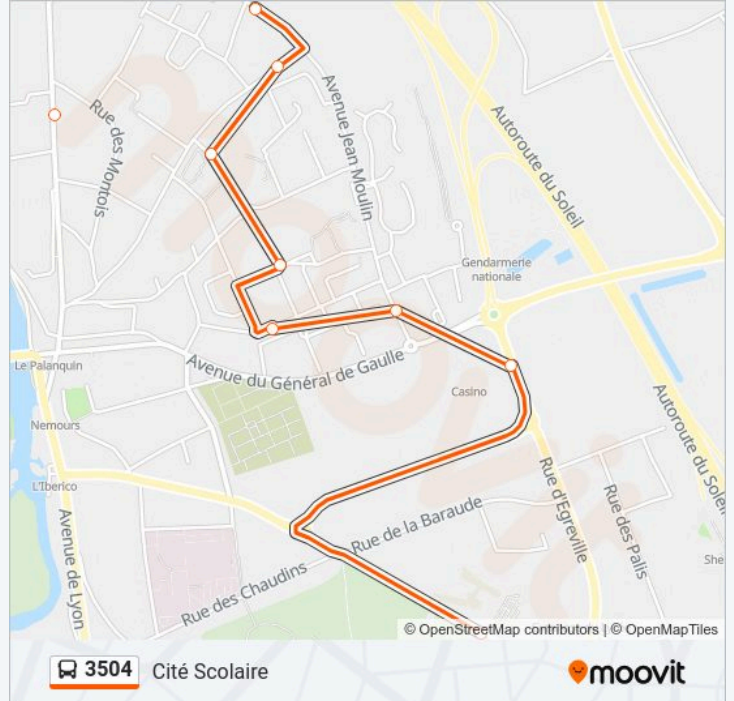 Autoroute du Soleil
Avenue Jean Moulin
Rue des Montois
Gendarmerie
nationale
Avenue du Général de Gaulle
Le Palanquin
Casino
Autoroute du Soleil
Nemours
L'Iberico
Rue d'Egreville
Rue des Palis
Rue de la Baraude
Avenue de Lyon
Rue des Chaudins
She
© OpenStreetMap contributors | © OpenMapTiles
3504 Cité Scolaire
moovit